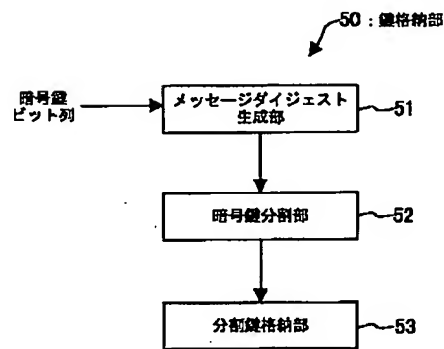 50:鍵格納部
暗号鍵
ビット列
メッセージダイジェスト
生成部
51
暗号鍵分割部
52
分割鍵格納部
53